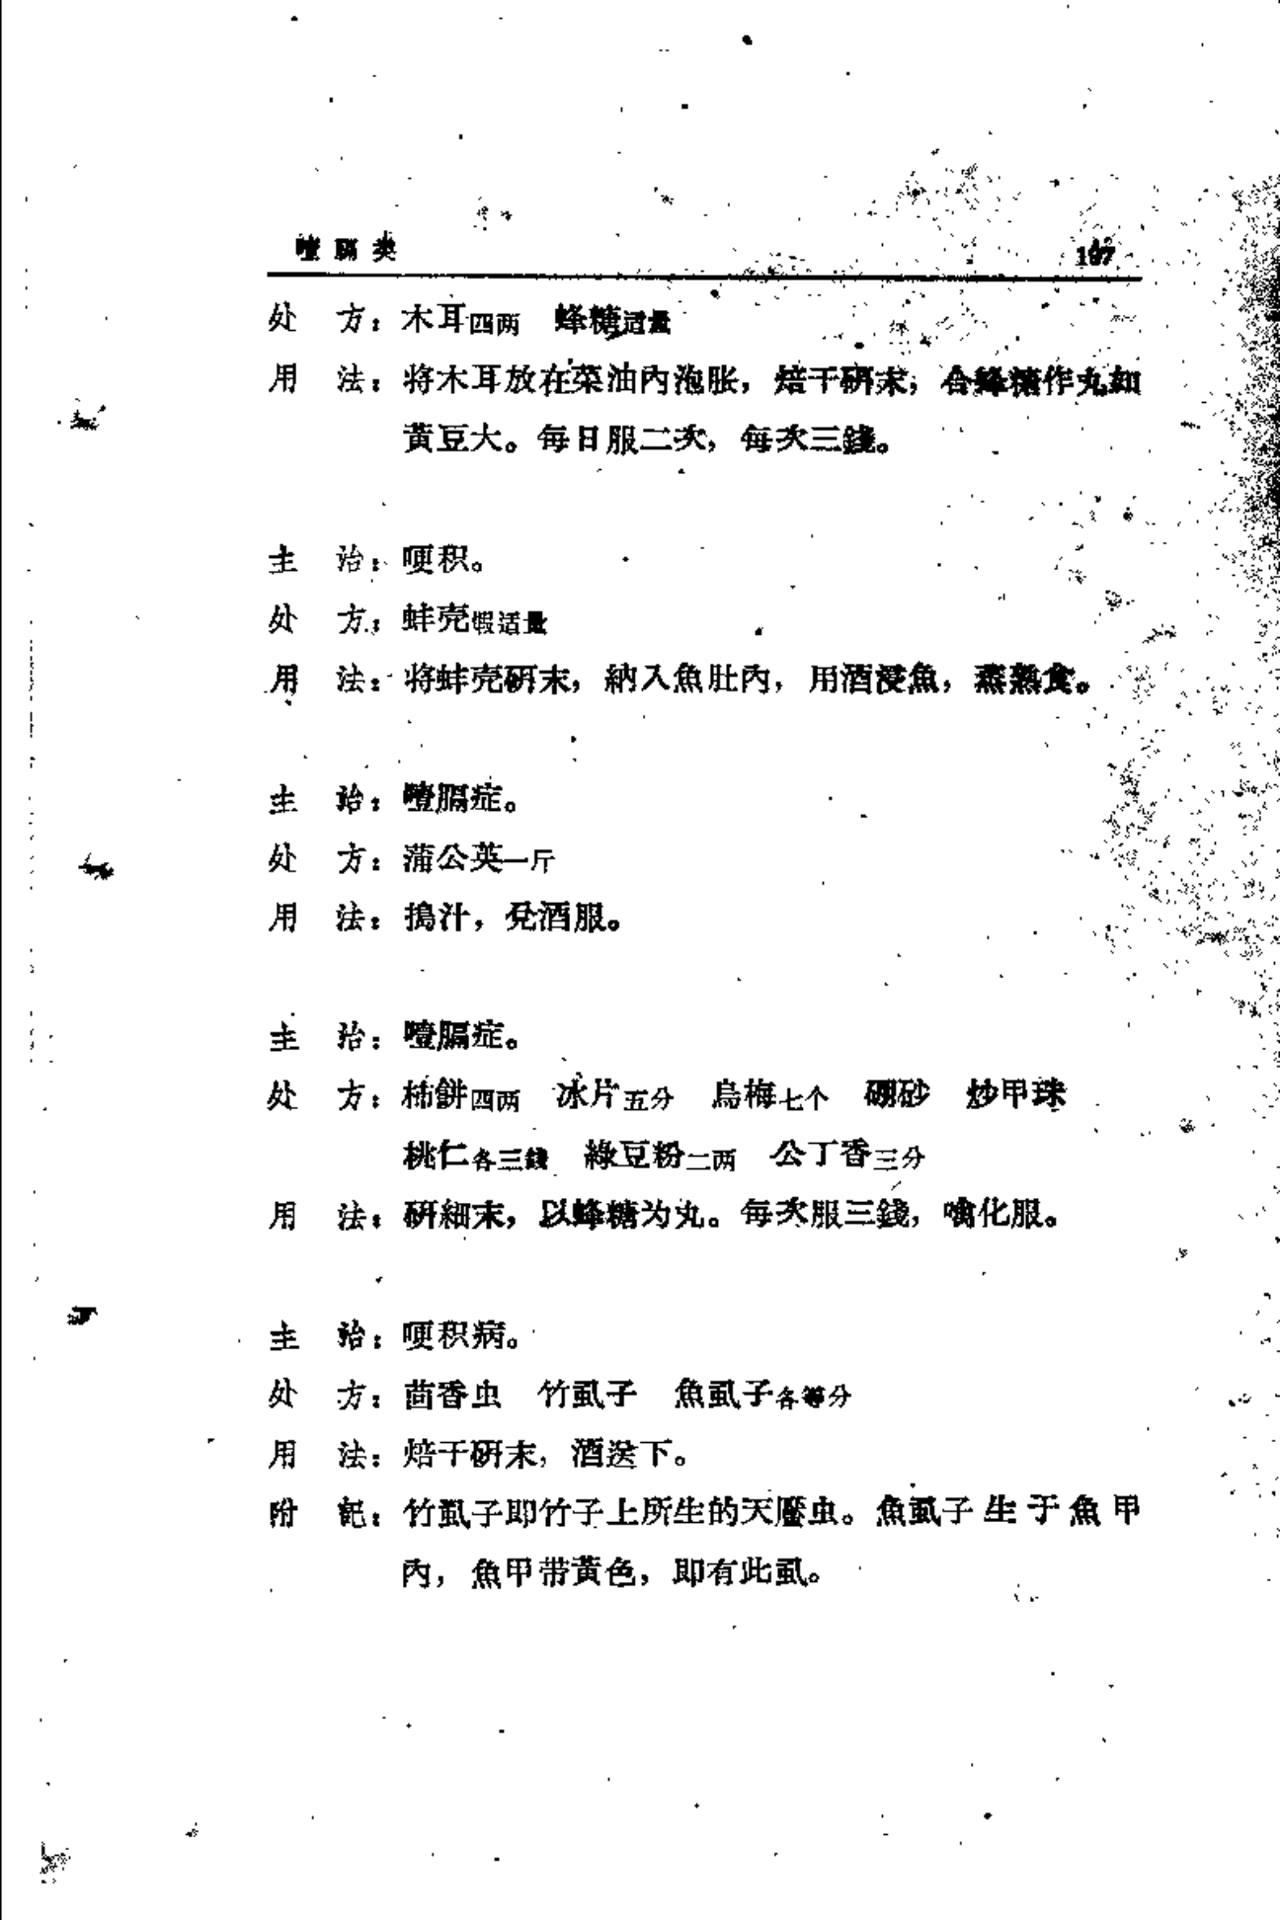 噎膈类 197
处 方：木耳四两 蜂糖适量
用 法：将木耳放在菜油內泡胀，焙干研末，合蜂糖作丸如
黃豆大。每日服二次，每次三錢。
主 治：哽积。
处 方：蚌壳煅适量
用 法：将蚌壳研末，納入魚肚內，用酒浸魚，蒸熟食。
主 治：噎膈症。
处 方：蒲公英一斤
用 法：搗汁，兌酒服。
主 治：噎膈症。
处 方：柿餅四两 冰片五分 烏梅七个 硼砂 炒甲珠
桃仁各三錢 綠豆粉二两 公丁香三分
用 法：研細末，以蜂糖为丸。每次服三錢，噙化服。
主 治：哽积病。
处 方：茴香虫 竹虱子 魚虱子各等分
用 法：焙干研末，酒送下。
附 記：竹虱子即竹子上所生的天蟨虫。魚虱子生于魚甲
內，魚甲带黃色，即有此虱。